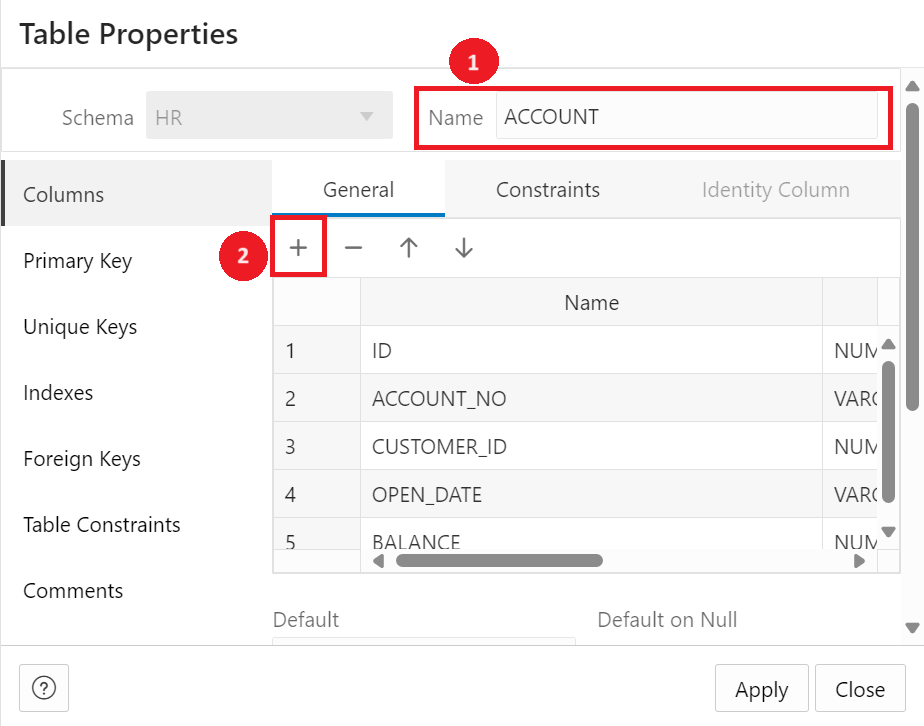 Table Properties
1
Schema HR Name ACCOUNT
Columns General Constraints Identity Column
Primary Key 2
Unique Keys Name
1 ID NUM
Indexes 2 ACCOUNT_NO VARC
3 CUSTOMER_ID NUM
Foreign Keys
4 OPEN_DATE VARC
Table Constraints
5 BALANCE NUM
Comments
Default Default on Null
? Apply Close